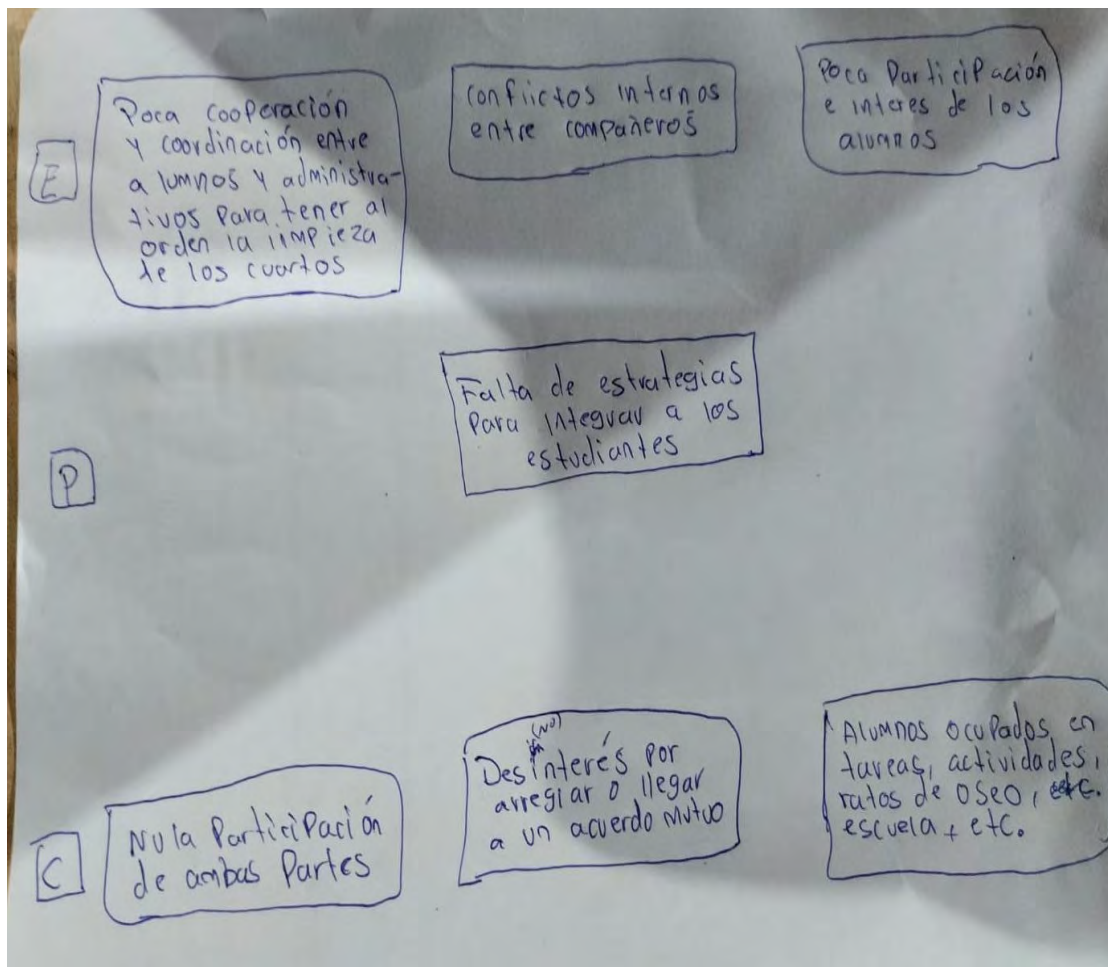 E
Poca cooperación
y coordinación entre
alumnos y administra-
tivos para tener al
orden la limpieza
de los cuartos
conflictos internos
entre compañeros
Poca Participación
e interes de los
alumnos
P
Falta de estrategias
Para integrar a los
estudiantes
C
Nula Participación
de ambas Partes
(NO)
Desinterés por
arreglar o llegar
a un acuerdo mutuo
Alumnos ocupados en
tareas, actividades,
ratos de oseo, etc.
escuela, etc.